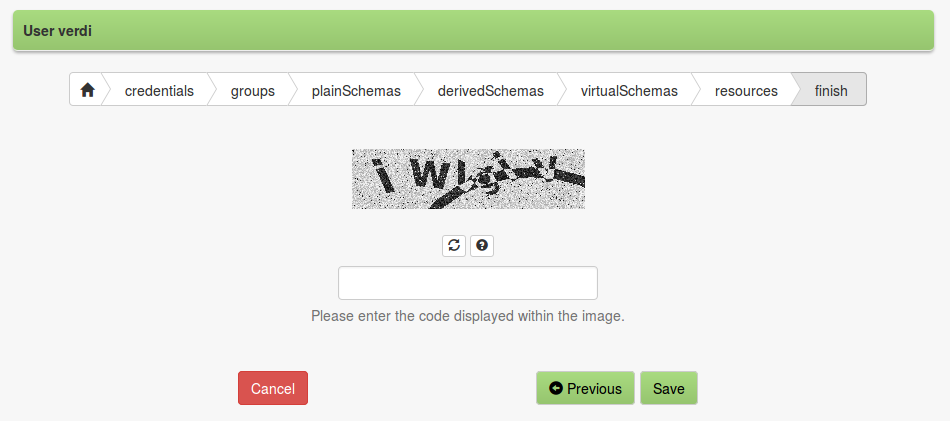 User verdi
credentials groups plainSchemas derivedSchemas virtualSchemas resources finish
Please enter the code displayed within the image.
Cancel Previous Save